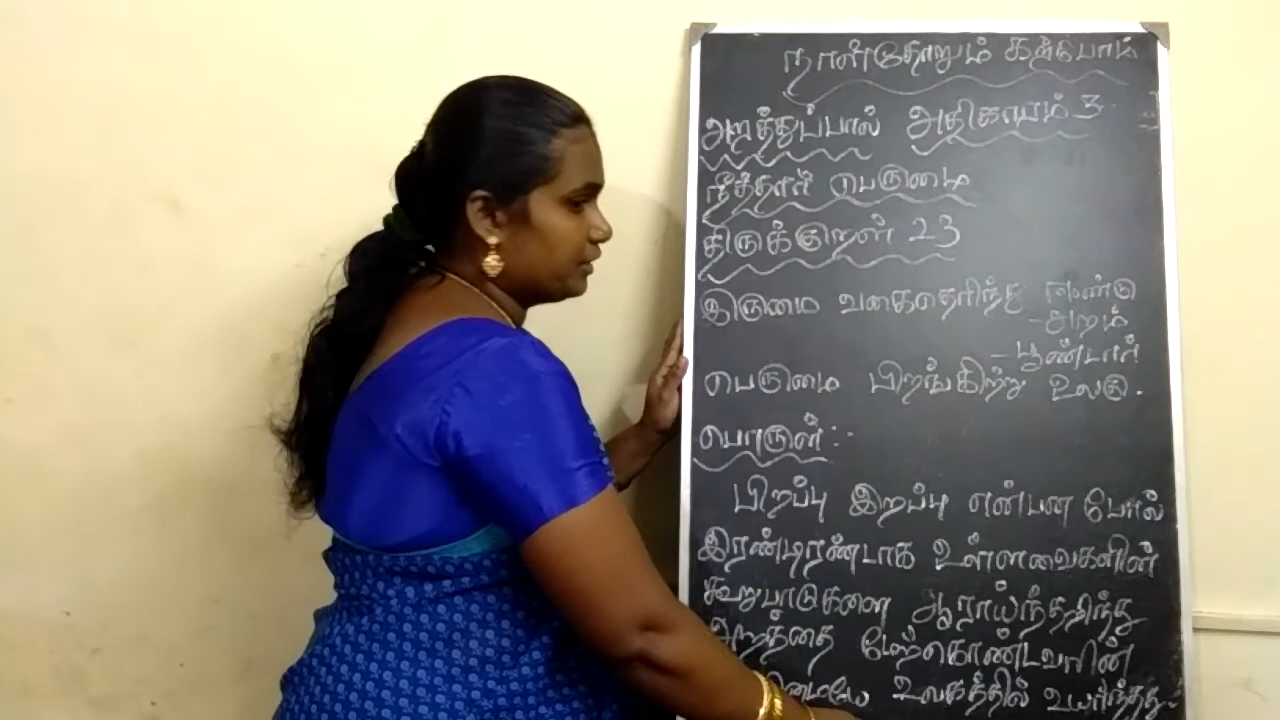 நாள்தோறும் கற்போம்
அறத்துப்பால் அதிகாரம் 3
நீத்தார் பெருமை
திருக்குறள் 23
இருமை வகைதெரிந்து ஈண்டு
-அறம்
-பூண்டார்
பெருமை பிறங்கிற்று உலகு.
பொருள்:-
பிறப்பு இறப்பு என்பன போல்
இரண்டிரண்டாக உள்ளவைகளின்
கூறுபாடுகளை ஆராய்ந்தறிந்து
அறத்தை மேற்கொண்டவரின்
உலகத்தில் உயர்ந்தது